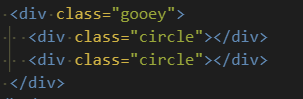 <div class="gooey">
<div class="circle"></div>
<div class="circle"></div>
</div>